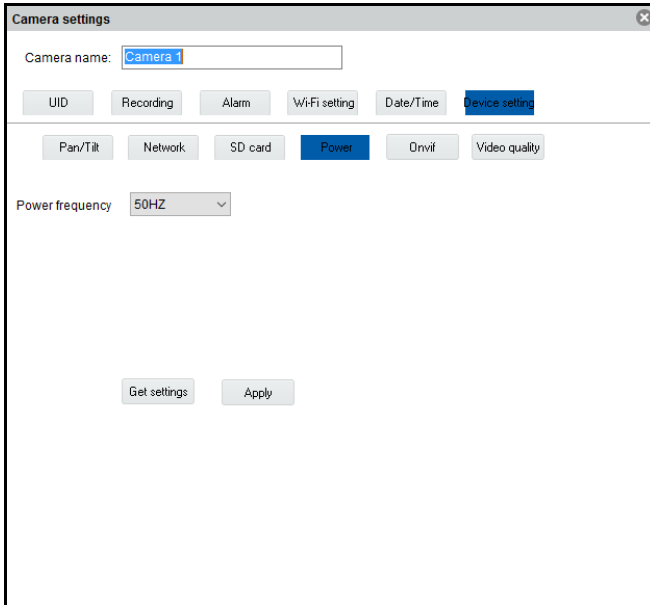 Camera settings
Camera name: Camera 1
UID Recording Alarm Wi-Fi setting Date/Time Device setting
Pan/Tilt Network SD card Power Onvif Video quality
Power frequency 50HZ
Get settings Apply